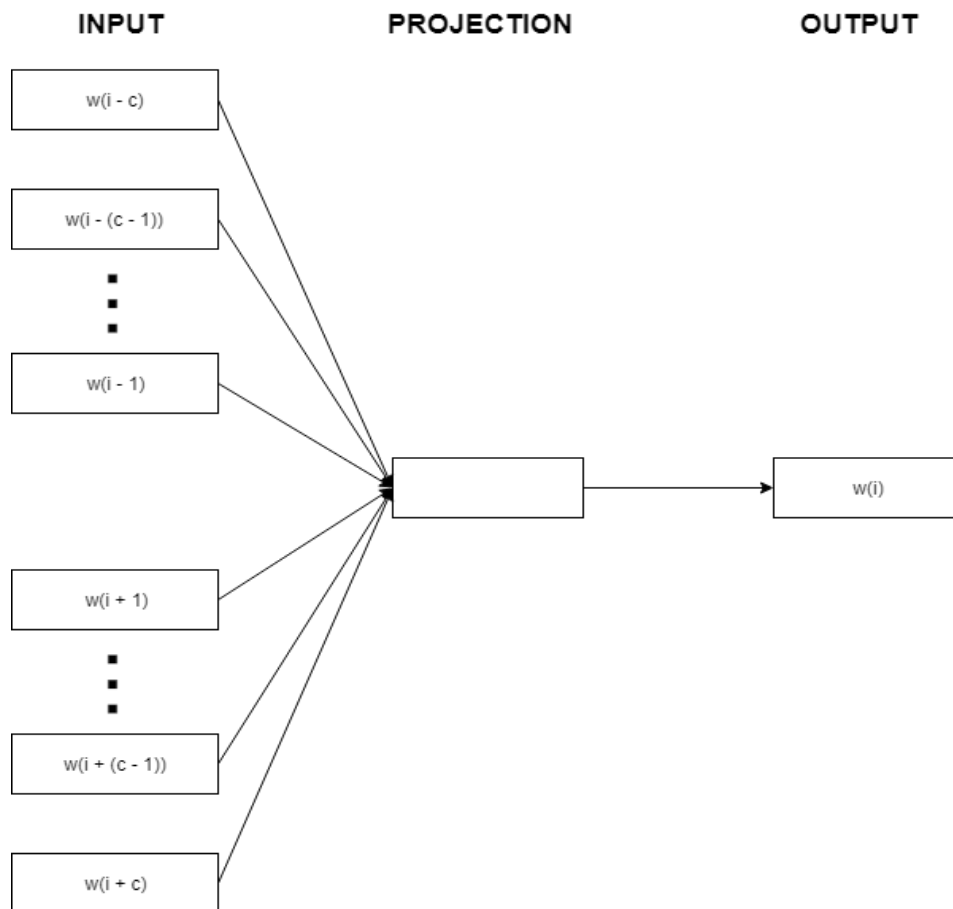 INPUT PROJECTION OUTPUT
w(i - c)
w(i - (c - 1))
w(i - 1)
w(i)
w(i + 1)
w(i + (c - 1))
w(i + c)